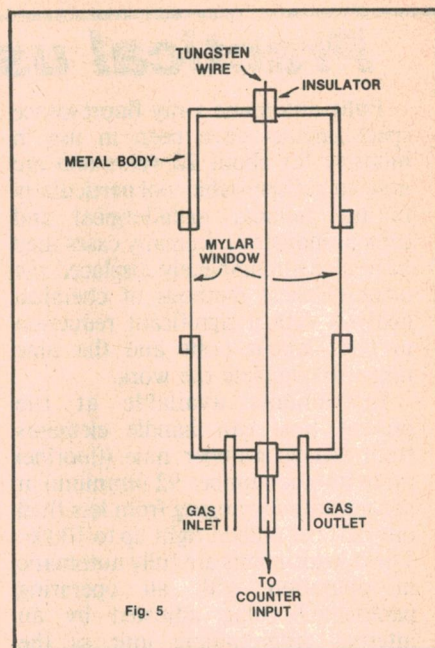 TUNGSTEN
WIRE
INSULATOR
METAL BODY
MYLAR
WINDOW
GAS
INLET
GAS
OUTLET
TO
COUNTER
INPUT
Fig. 5